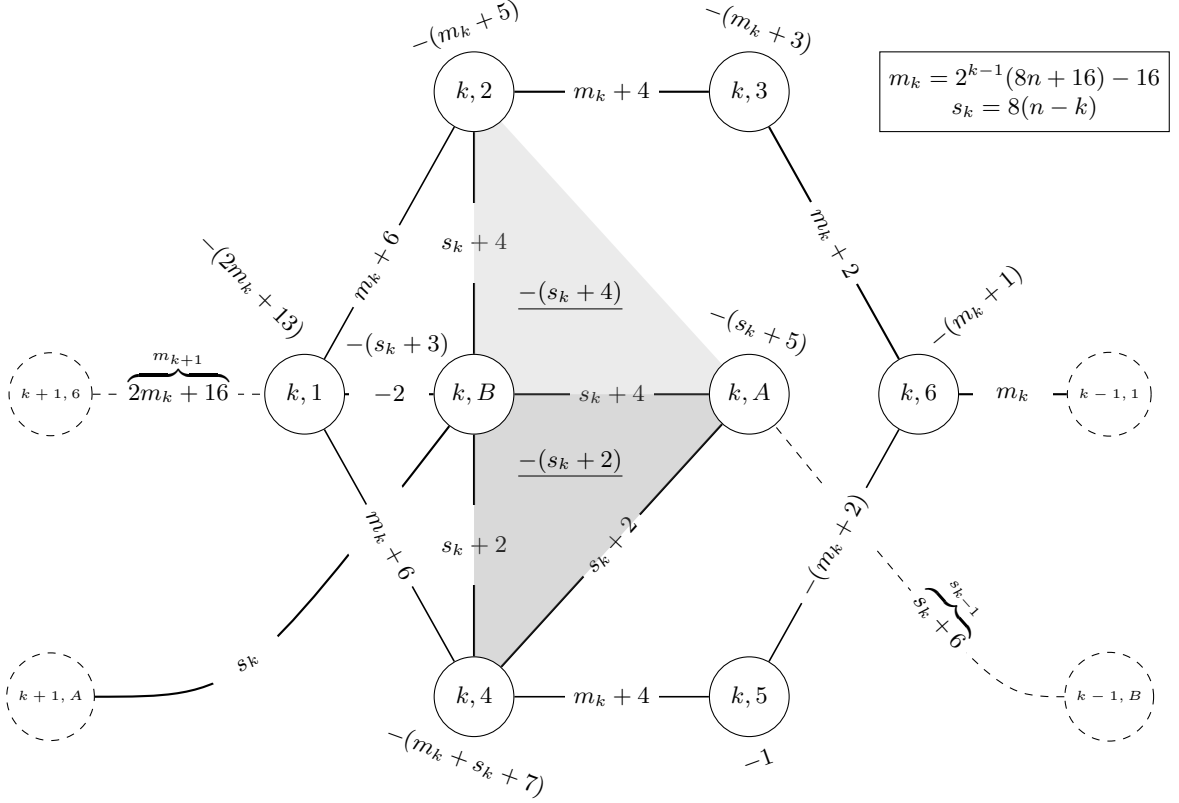 −(m_k + 5)
−(m_k + 3)
m_k = 2^{k−1}(8n + 16) − 16
s_k = 8(n − k)
k, 2
m_k + 4
k, 3
m_k + 6
s_k + 4
m_k + 2
−(2m_k + 13)
−(s_k + 4)
−(m_k + 1)
−(s_k + 3)
−(s_k + 5)
m_{k+1}
k + 1, 6
2m_k + 16
k, 1
−2
k, B
s_k + 4
k, A
k, 6
m_k
k − 1, 1
−(s_k + 2)
m_k + 6
s_k + 2
s_k + 2
−(m_k + 2)
s_{k−1}
s_k + 6
s_k
k + 1, A
k, 4
m_k + 4
k, 5
k − 1, B
−(m_k + s_k + 7)
−1